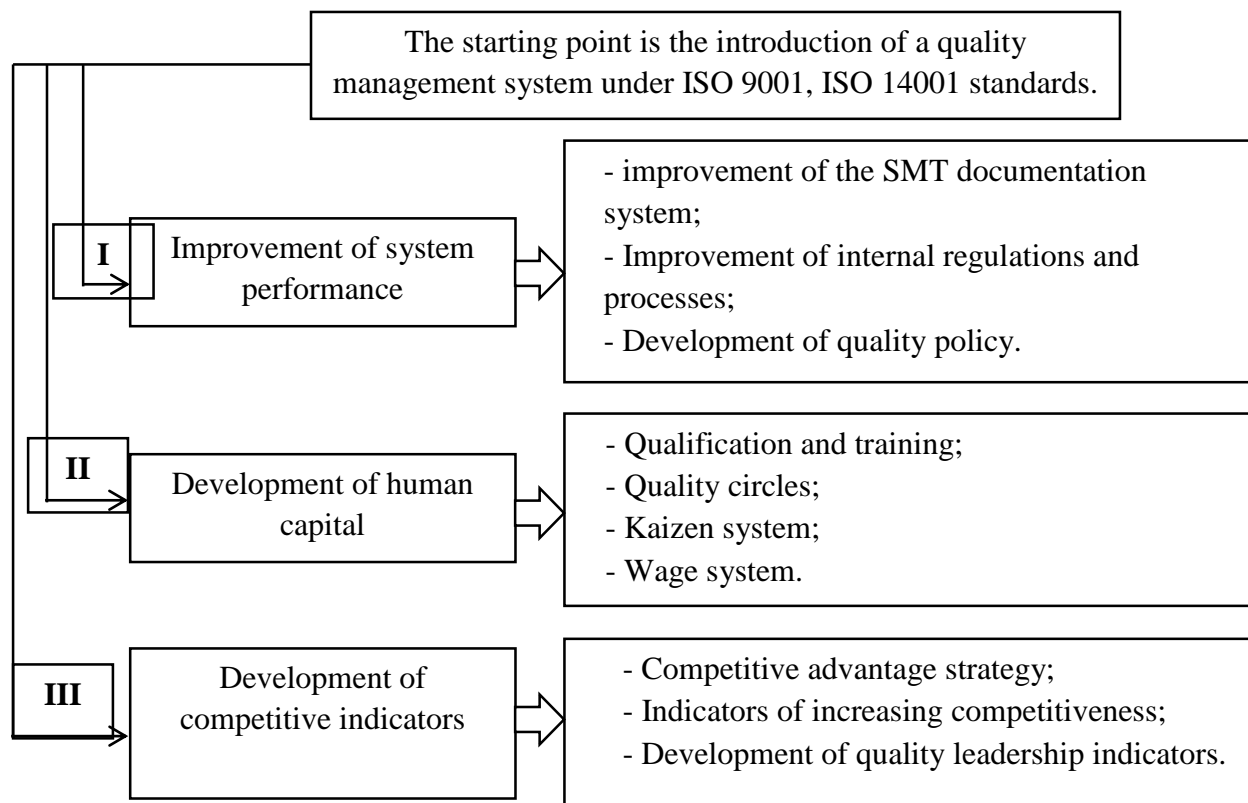 The starting point is the introduction of a quality
management system under ISO 9001, ISO 14001 standards.
I
Improvement of system
performance
- improvement of the SMT documentation
system;
- Improvement of internal regulations and
processes;
- Development of quality policy.
II
Development of human
capital
- Qualification and training;
- Quality circles;
- Kaizen system;
- Wage system.
III
Development of
competitive indicators
- Competitive advantage strategy;
- Indicators of increasing competitiveness;
- Development of quality leadership indicators.